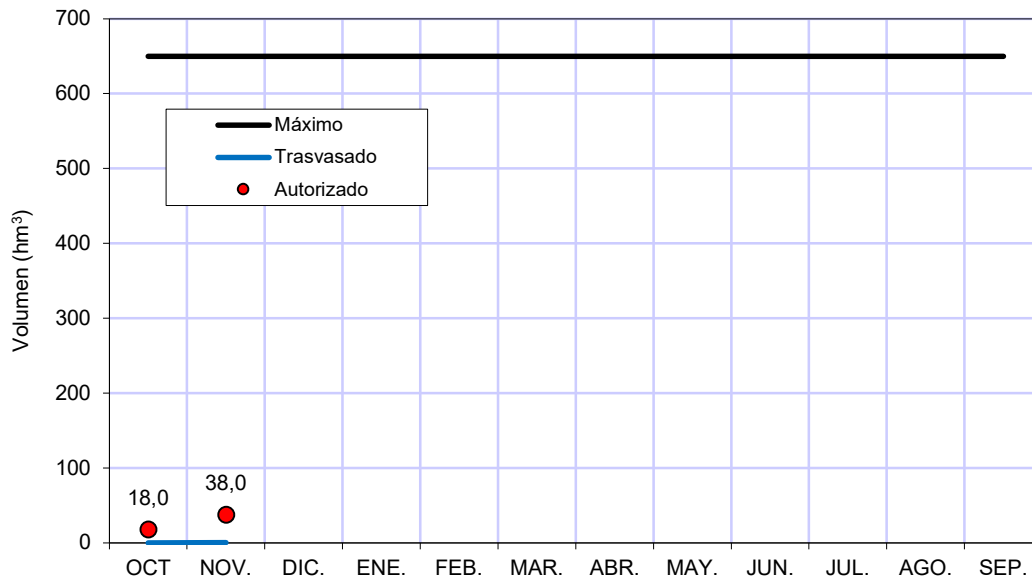 700
600
500
400
300
200
100
0
Volumen (hm³)
Máximo
Trasvasado
Autorizado
18,0
38,0
OCT NOV. DIC. ENE. FEB. MAR. ABR. MAY. JUN. JUL. AGO. SEP.